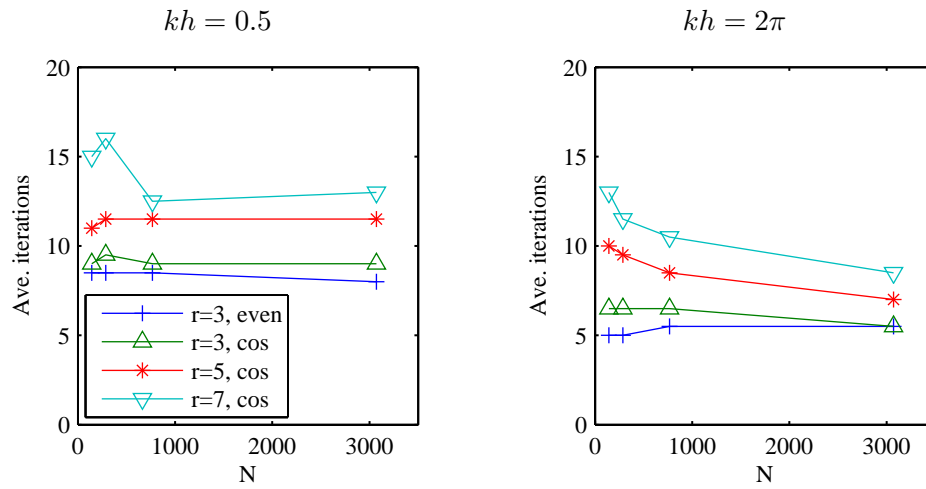 kh = 0.5
kh = 2π
20
15
10
5
0
Ave. iterations
0 1000 2000 3000
N
r=3, even
r=3, cos
r=5, cos
r=7, cos
20
15
10
5
0
Ave. iterations
0 1000 2000 3000
N